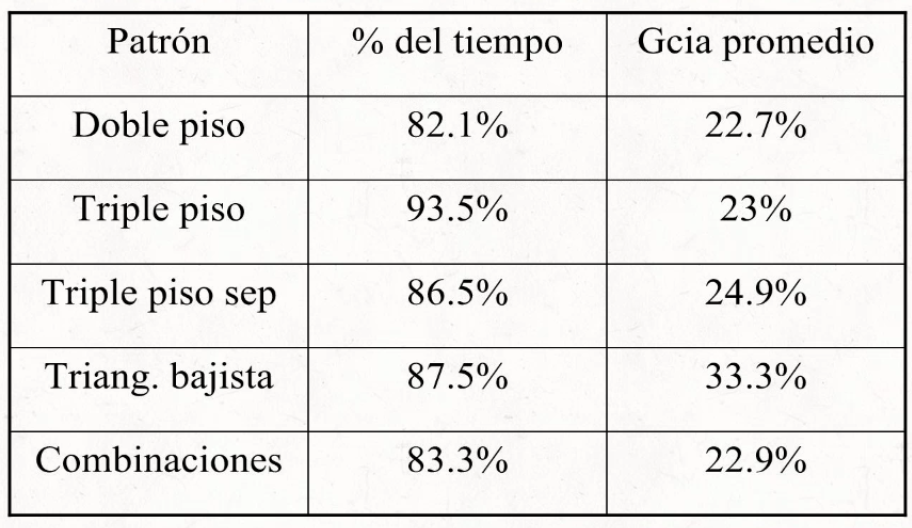 Patrón % del tiempo Gcia promedio
Doble piso 82.1% 22.7%
Triple piso 93.5% 23%
Triple piso sep 86.5% 24.9%
Triang. bajista 87.5% 33.3%
Combinaciones 83.3% 22.9%